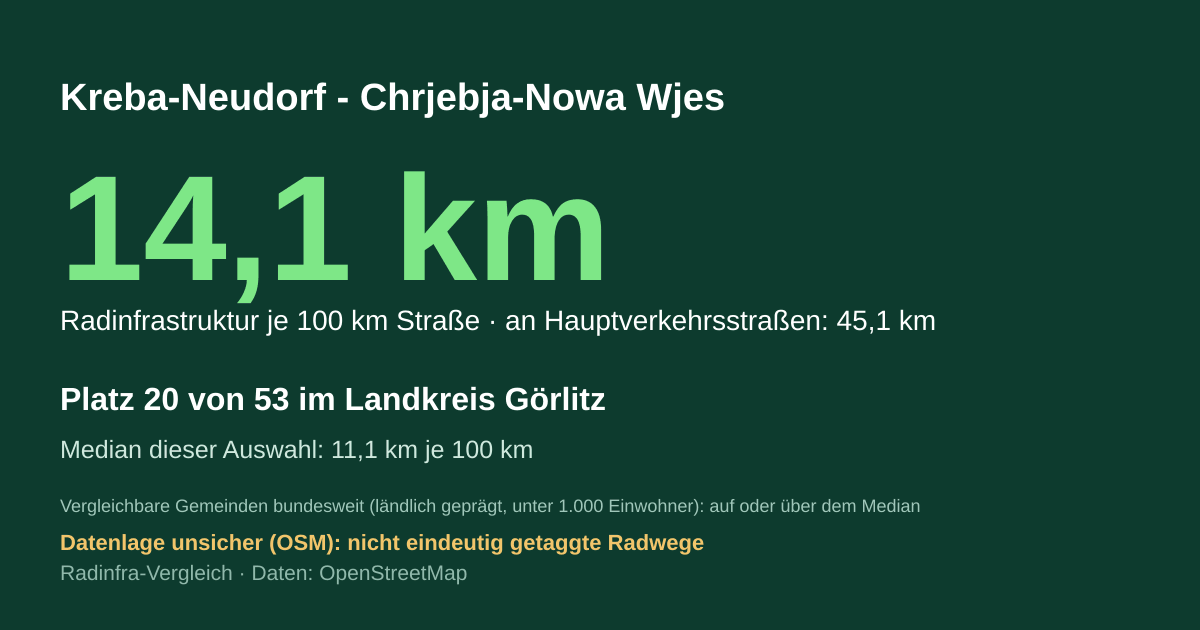 Kreba-Neudorf - Chrjebja-Nowa Wjes
14,1 km
Radinfrastruktur je 100 km Straße · an Hauptverkehrsstraßen: 45,1 km
Platz 20 von 53 im Landkreis Görlitz
Median dieser Auswahl: 11,1 km je 100 km
Vergleichbare Gemeinden bundesweit (ländlich geprägt, unter 1.000 Einwohner): auf oder über dem Median
Datenlage unsicher (OSM): nicht eindeutig getaggte Radwege
Radinfra-Vergleich · Daten: OpenStreetMap